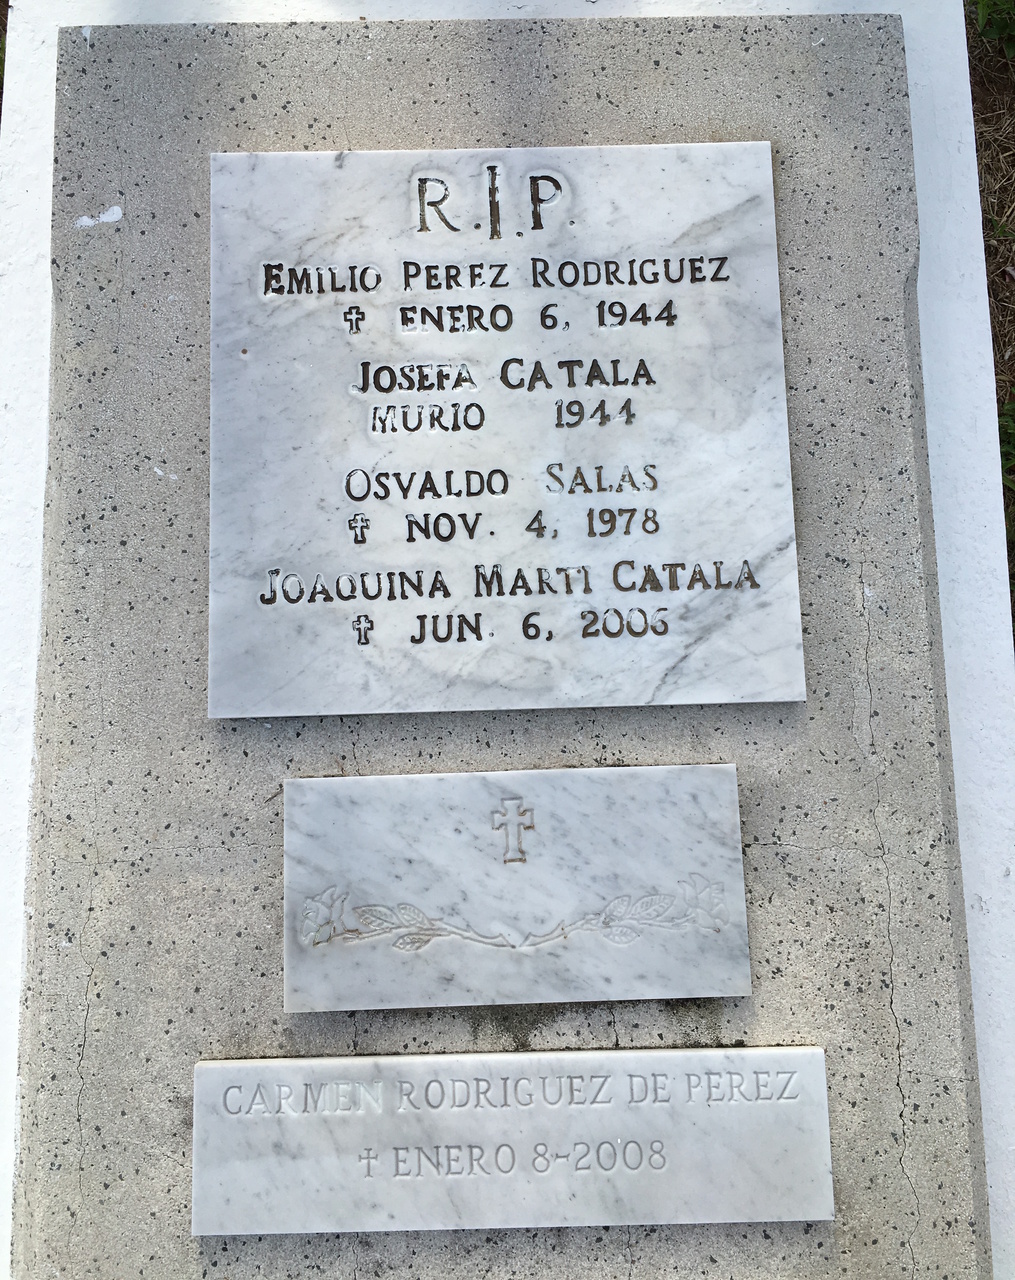 R.I.P.
EMILIO PEREZ RODRIGUEZ
✝ ENERO 6, 1944
JOSEFA CATALA
MURIO 1944
OSVALDO SALAS
✝ NOV. 4, 1978
JOAQUINA MARTI CATALA
✝ JUN. 6, 2006
CARMEN RODRIGUEZ DE PEREZ
✝ ENERO 8-2008